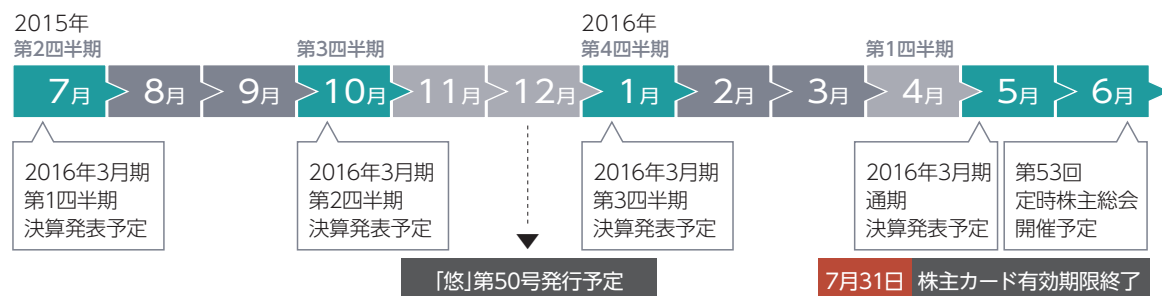 2015年
2016年
第2四半期
第3四半期
第4四半期
第1四半期
7月 8月 9月 10月 11月 12月 1月 2月 3月 4月 5月 6月
2016年3月期
第1四半期
決算発表予定
2016年3月期
第2四半期
決算発表予定
2016年3月期
第3四半期
決算発表予定
2016年3月期
通期
決算発表予定
第53回
定時株主総会
開催予定
「悠」第50号発行予定
7月31日 株主カード有効期限終了